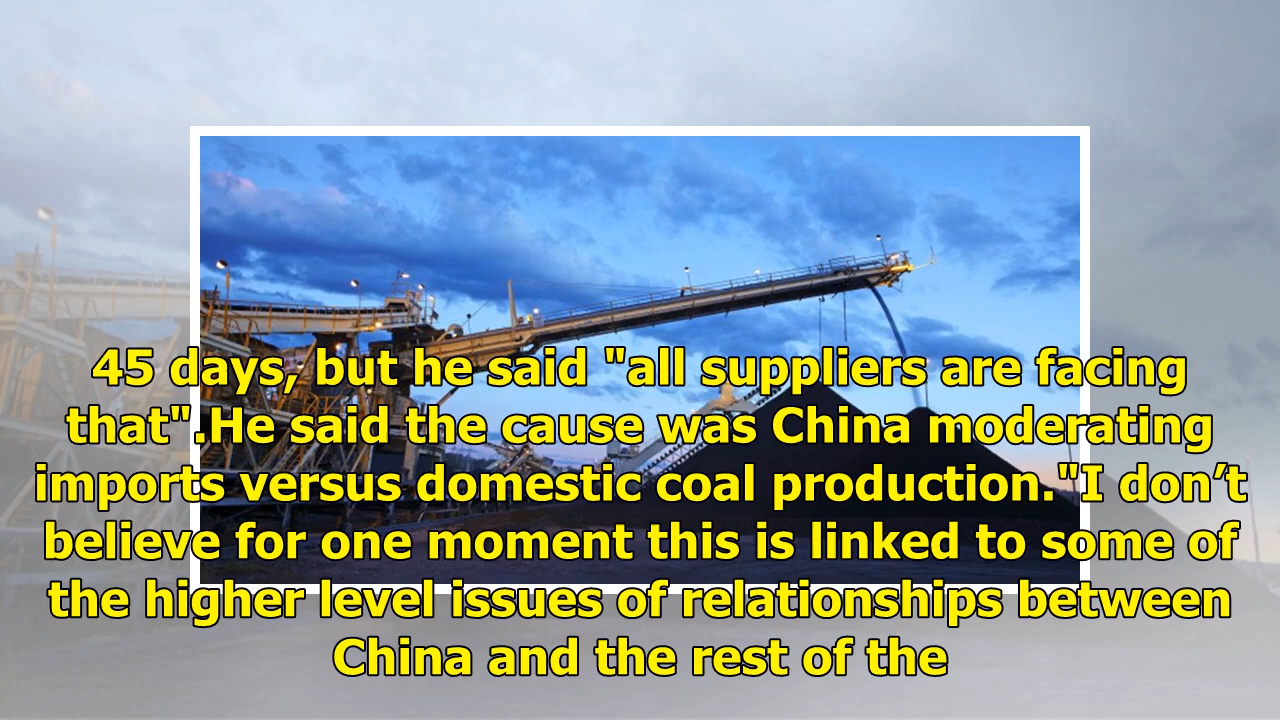 45 days, but he said "all suppliers are facing
that".He said the cause was China moderating
imports versus domestic coal production."I don’t
believe for one moment this is linked to some of
the higher level issues of relationships between
China and the rest of the